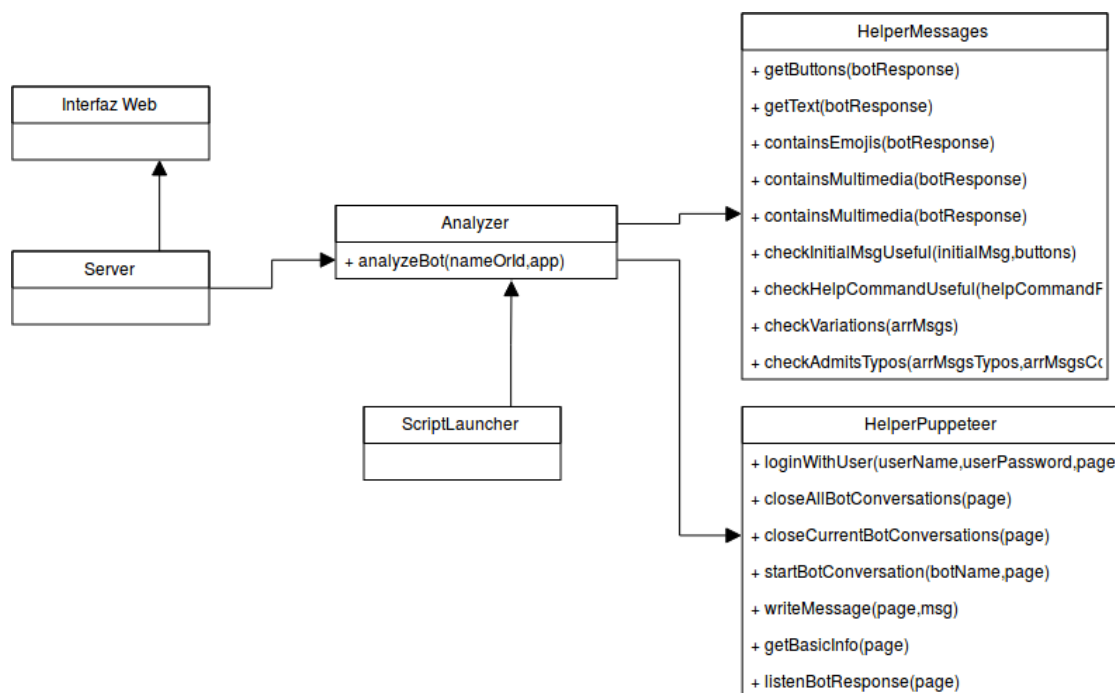 Interfaz Web
Server
Analyzer
+ analyzeBot(nameOrId,app)
ScriptLauncher
HelperMessages
+ getButtons(botResponse)
+ getText(botResponse)
+ containsEmojis(botResponse)
+ containsMultimedia(botResponse)
+ containsMultimedia(botResponse)
+ checkInitialMsgUseful(initialMsg,buttons)
+ checkHelpCommandUseful(helpCommandF
+ checkVariations(arrMsgs)
+ checkAdmitsTypos(arrMsgsTypos,arrMsgsCo
HelperPuppeteer
+ loginWithUser(userName,userPassword,page
+ closeAllBotConversations(page)
+ closeCurrentBotConversations(page)
+ startBotConversation(botName,page)
+ writeMessage(page,msg)
+ getBasicInfo(page)
+ listenBotResponse(page)